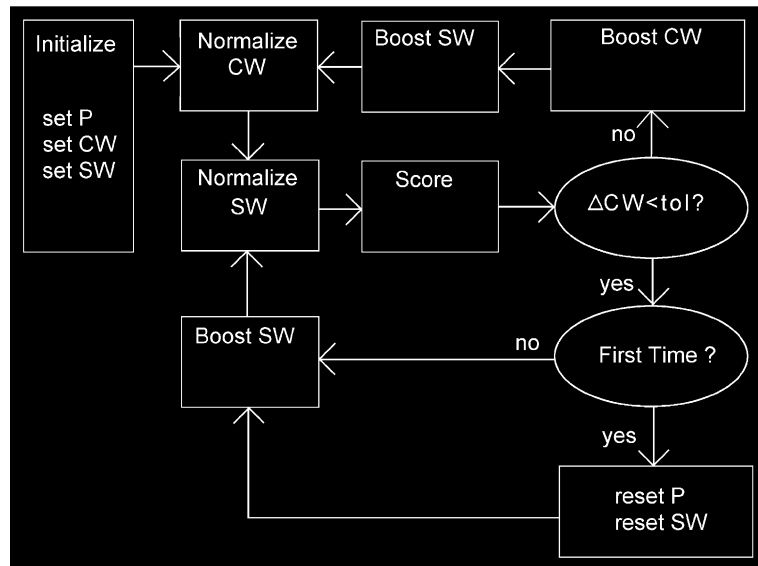 Initialize
set P
set CW
set SW
Normalize
CW
Boost SW
Boost CW
no
Normalize
SW
Score
ΔCW<tol?
yes
Boost SW
no
First Time ?
yes
reset P
reset SW